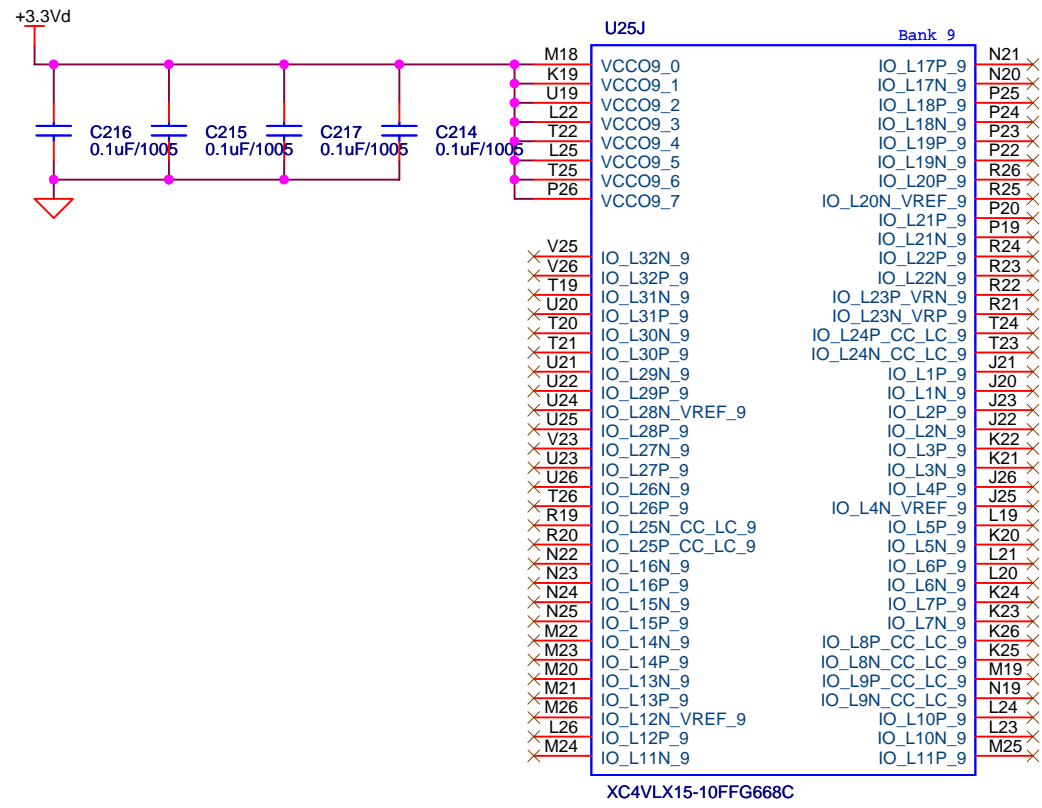 +3.3Vd
U25J
Bank 9
M18 VCCO9_0
K19 VCCO9_1
U19 VCCO9_2
L22 VCCO9_3
T22 VCCO9_4
L25 VCCO9_5
T25 VCCO9_6
P26 VCCO9_7
C216
0.1uF/1005
C215
0.1uF/1005
C217
0.1uF/1005
C214
0.1uF/1005
V25 IO_L32N_9
V26 IO_L32P_9
T19 IO_L31N_9
U20 IO_L31P_9
T20 IO_L30N_9
T21 IO_L30P_9
U21 IO_L29N_9
U22 IO_L29P_9
U24 IO_L28N_VREF_9
U25 IO_L28P_9
V23 IO_L27N_9
U23 IO_L27P_9
U26 IO_L26N_9
T26 IO_L26P_9
R19 IO_L25N_CC_LC_9
R20 IO_L25P_CC_LC_9
N22 IO_L16N_9
N23 IO_L16P_9
N24 IO_L15N_9
N25 IO_L15P_9
M22 IO_L14N_9
M23 IO_L14P_9
M20 IO_L13N_9
M21 IO_L13P_9
M26 IO_L12N_VREF_9
L26 IO_L12P_9
M24 IO_L11N_9
IO_L17P_9 N21
IO_L17N_9 N20
IO_L18P_9 P25
IO_L18N_9 P24
IO_L19P_9 P23
IO_L19N_9 P22
IO_L20P_9 R26
IO_L20N_VREF_9 R25
IO_L21P_9 P20
IO_L21N_9 P19
IO_L22P_9 R24
IO_L22N_9 R23
IO_L23P_VRN_9 R22
IO_L23N_VRP_9 R21
IO_L24P_CC_LC_9 T24
IO_L24N_CC_LC_9 T23
IO_L1P_9 J21
IO_L1N_9 J20
IO_L2P_9 J23
IO_L2N_9 J22
IO_L3P_9 K22
IO_L3N_9 K21
IO_L4P_9 J26
IO_L4N_VREF_9 J25
IO_L5P_9 L19
IO_L5N_9 K20
IO_L6P_9 L21
IO_L6N_9 L20
IO_L7P_9 K24
IO_L7N_9 K23
IO_L8P_CC_LC_9 K26
IO_L8N_CC_LC_9 K25
IO_L9P_CC_LC_9 M19
IO_L9N_CC_LC_9 N19
IO_L10P_9 L24
IO_L10N_9 L23
IO_L11P_9 M25
XC4VLX15-10FFG668C